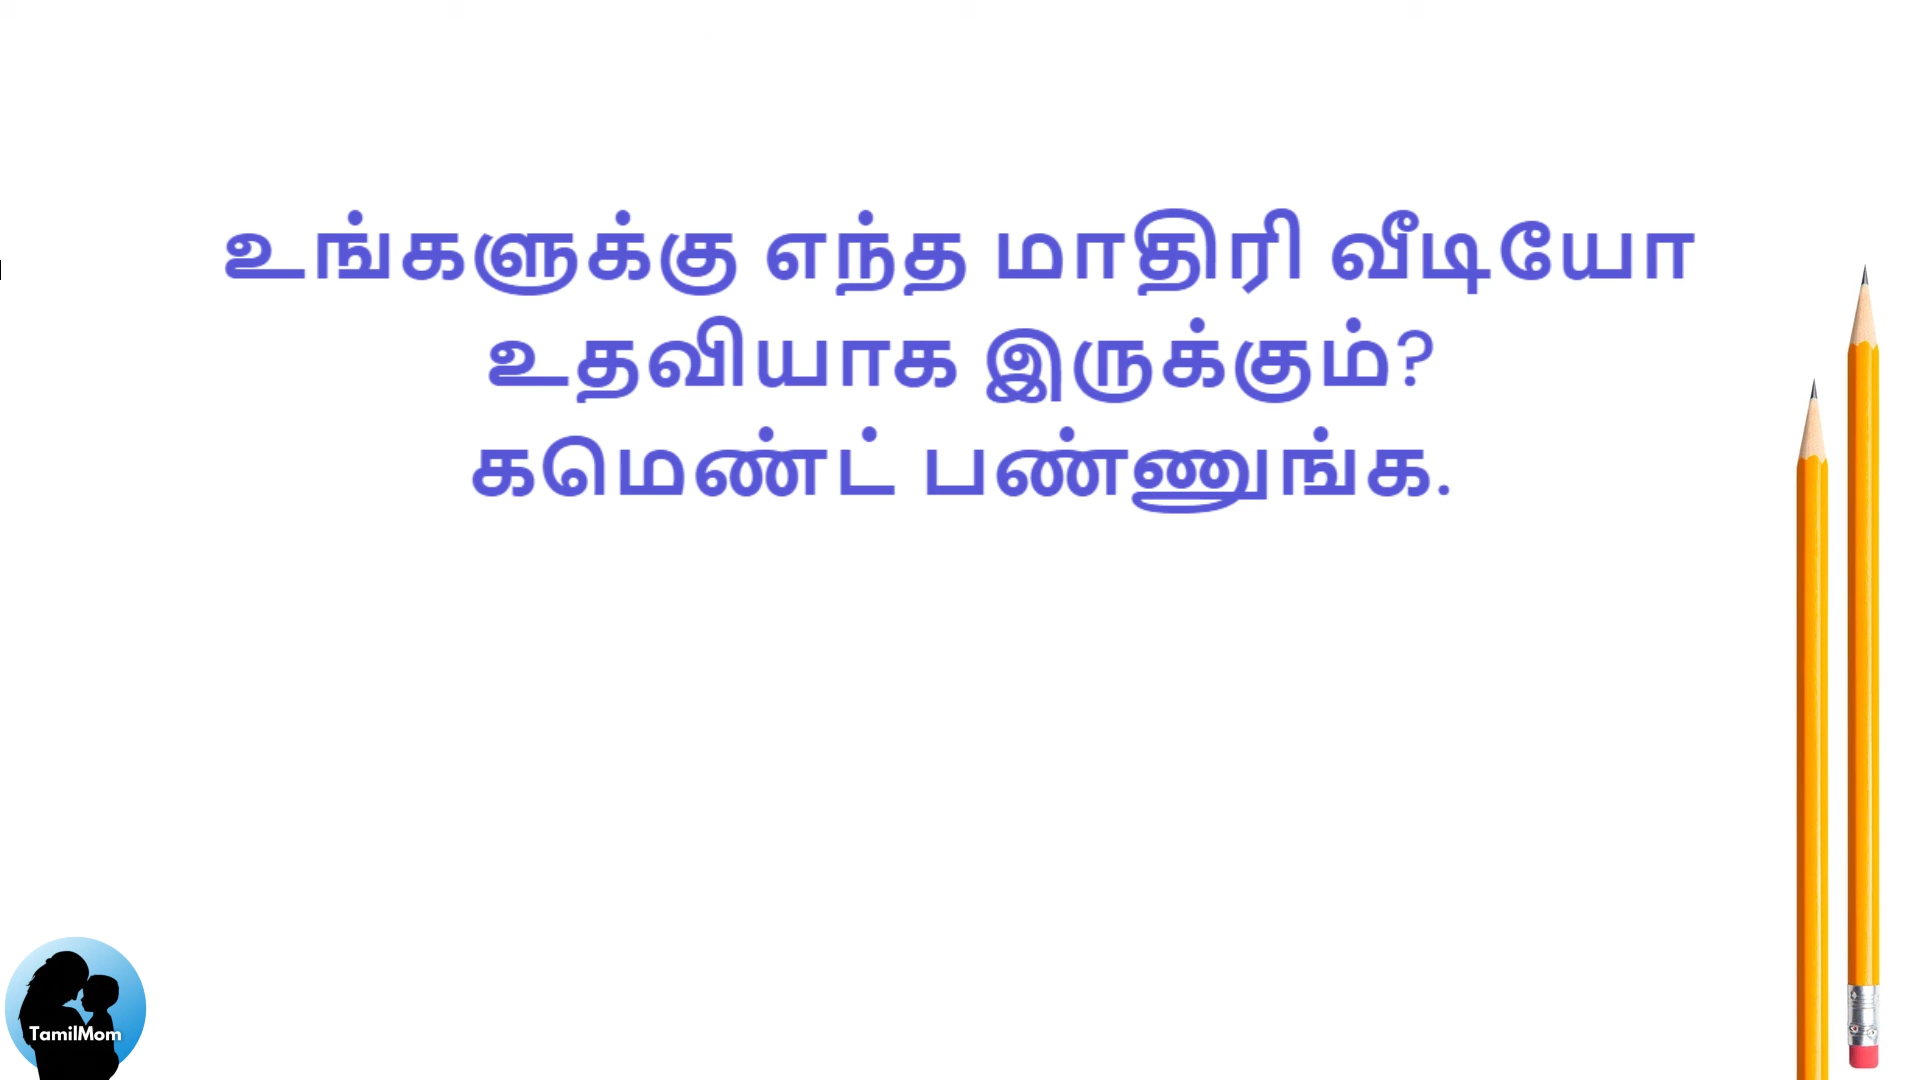 உங்களுக்கு எந்த மாதிரி வீடியோ
உதவியாக இருக்கும்?
கமெண்ட் பண்ணுங்க.
TamilMom